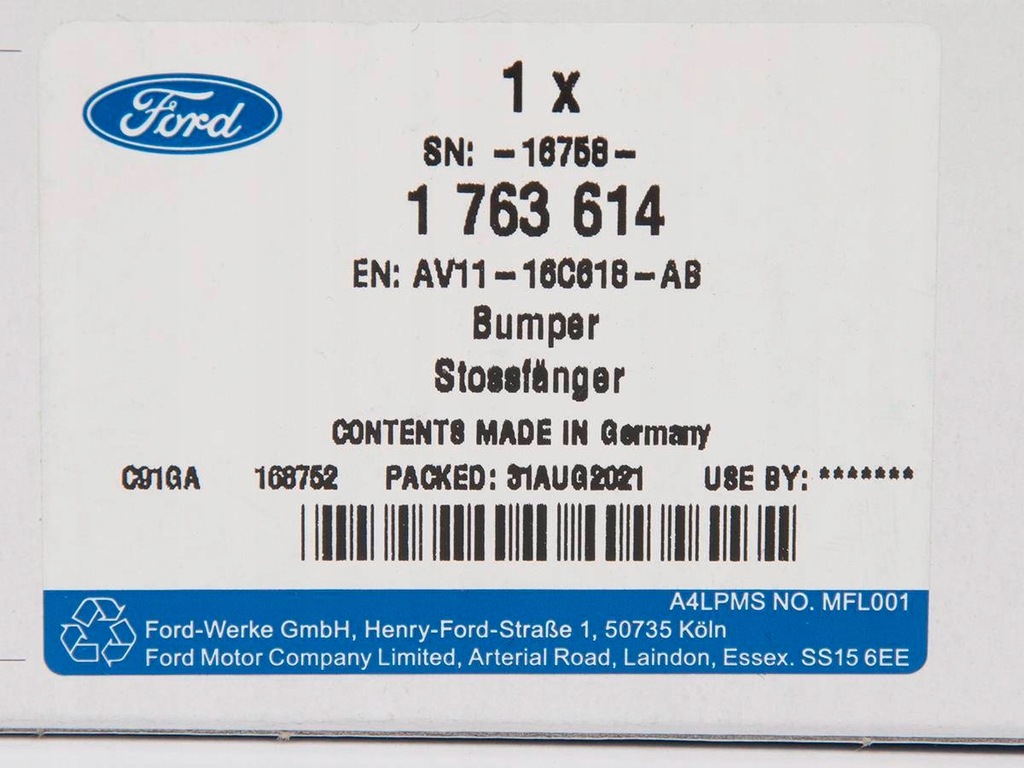 Ford
1 x
SN: -16758-
1 763 614
EN: AV11-16C618-AB
Bumper
Stossfänger
CONTENTS MADE IN Germany
C91GA 168752 PACKED: 31AUG2021 USE BY: *******
A4LPMS NO. MFL001
Ford-Werke GmbH, Henry-Ford-Straße 1, 50735 Köln
Ford Motor Company Limited, Arterial Road, Laindon, Essex. SS15 6EE